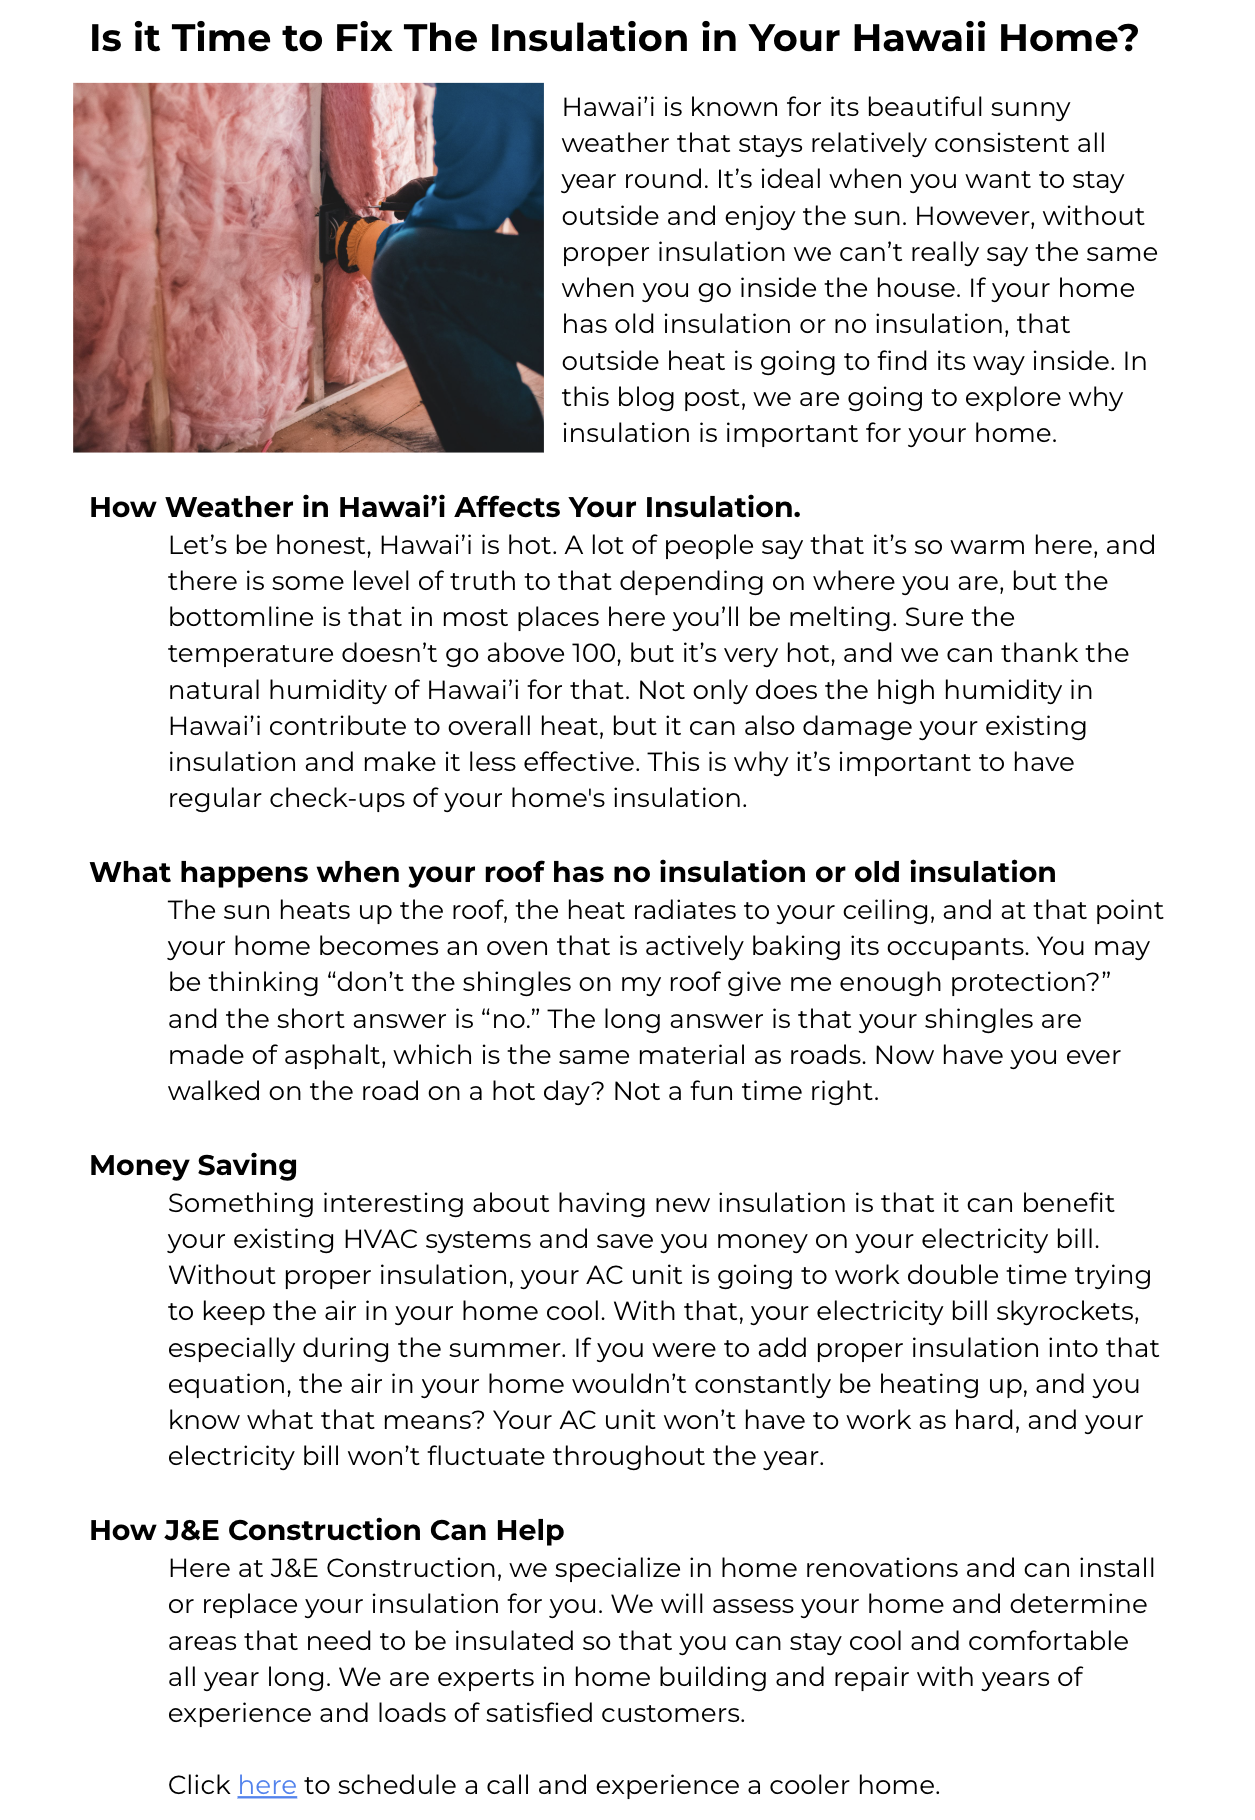 Is it Time to Fix The Insulation in Your Hawaii Home?
Hawai’i is known for its beautiful sunny
weather that stays relatively consistent all
year round. It’s ideal when you want to stay
outside and enjoy the sun. However, without
proper insulation we can’t really say the same
when you go inside the house. If your home
has old insulation or no insulation, that
outside heat is going to find its way inside. In
this blog post, we are going to explore why
insulation is important for your home.
How Weather in Hawai’i Affects Your Insulation.
Let’s be honest, Hawai’i is hot. A lot of people say that it’s so warm here, and
there is some level of truth to that depending on where you are, but the
bottomline is that in most places here you’ll be melting. Sure the
temperature doesn’t go above 100, but it’s very hot, and we can thank the
natural humidity of Hawai’i for that. Not only does the high humidity in
Hawai’i contribute to overall heat, but it can also damage your existing
insulation and make it less effective. This is why it’s important to have
regular check-ups of your home's insulation.
What happens when your roof has no insulation or old insulation
The sun heats up the roof, the heat radiates to your ceiling, and at that point
your home becomes an oven that is actively baking its occupants. You may
be thinking “don’t the shingles on my roof give me enough protection?”
and the short answer is “no.” The long answer is that your shingles are
made of asphalt, which is the same material as roads. Now have you ever
walked on the road on a hot day? Not a fun time right.
Money Saving
Something interesting about having new insulation is that it can benefit
your existing HVAC systems and save you money on your electricity bill.
Without proper insulation, your AC unit is going to work double time trying
to keep the air in your home cool. With that, your electricity bill skyrockets,
especially during the summer. If you were to add proper insulation into that
equation, the air in your home wouldn’t constantly be heating up, and you
know what that means? Your AC unit won’t have to work as hard, and your
electricity bill won’t fluctuate throughout the year.
How J&E Construction Can Help
Here at J&E Construction, we specialize in home renovations and can install
or replace your insulation for you. We will assess your home and determine
areas that need to be insulated so that you can stay cool and comfortable
all year long. We are experts in home building and repair with years of
experience and loads of satisfied customers.
Click here to schedule a call and experience a cooler home.